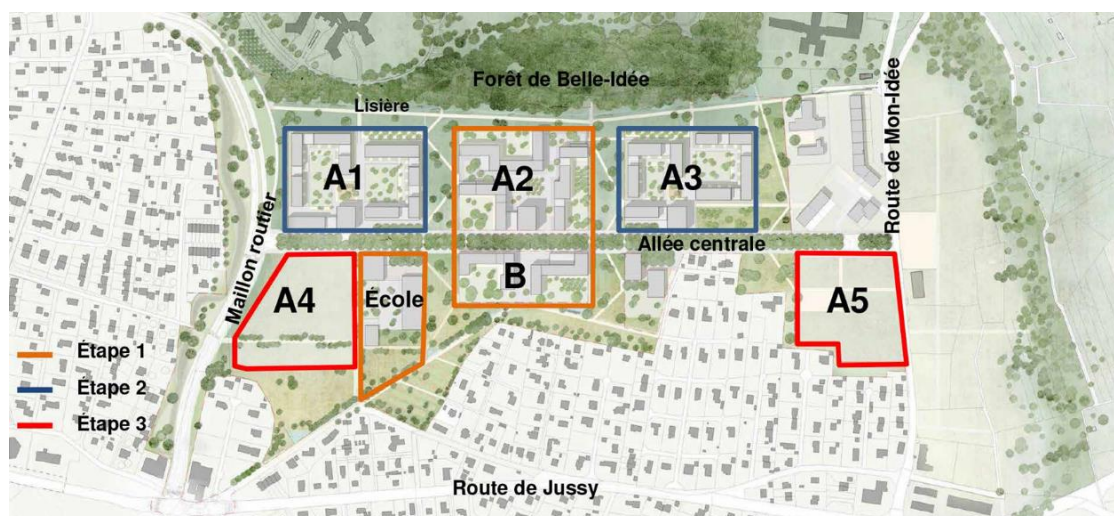 Forêt de Belle-Idée
Lisière
Route de Mon-Idée
Maillon routier
A1
A2
A3
Allée centrale
A4
École
B
A5
Étape 1
Étape 2
Étape 3
Route de Jussy